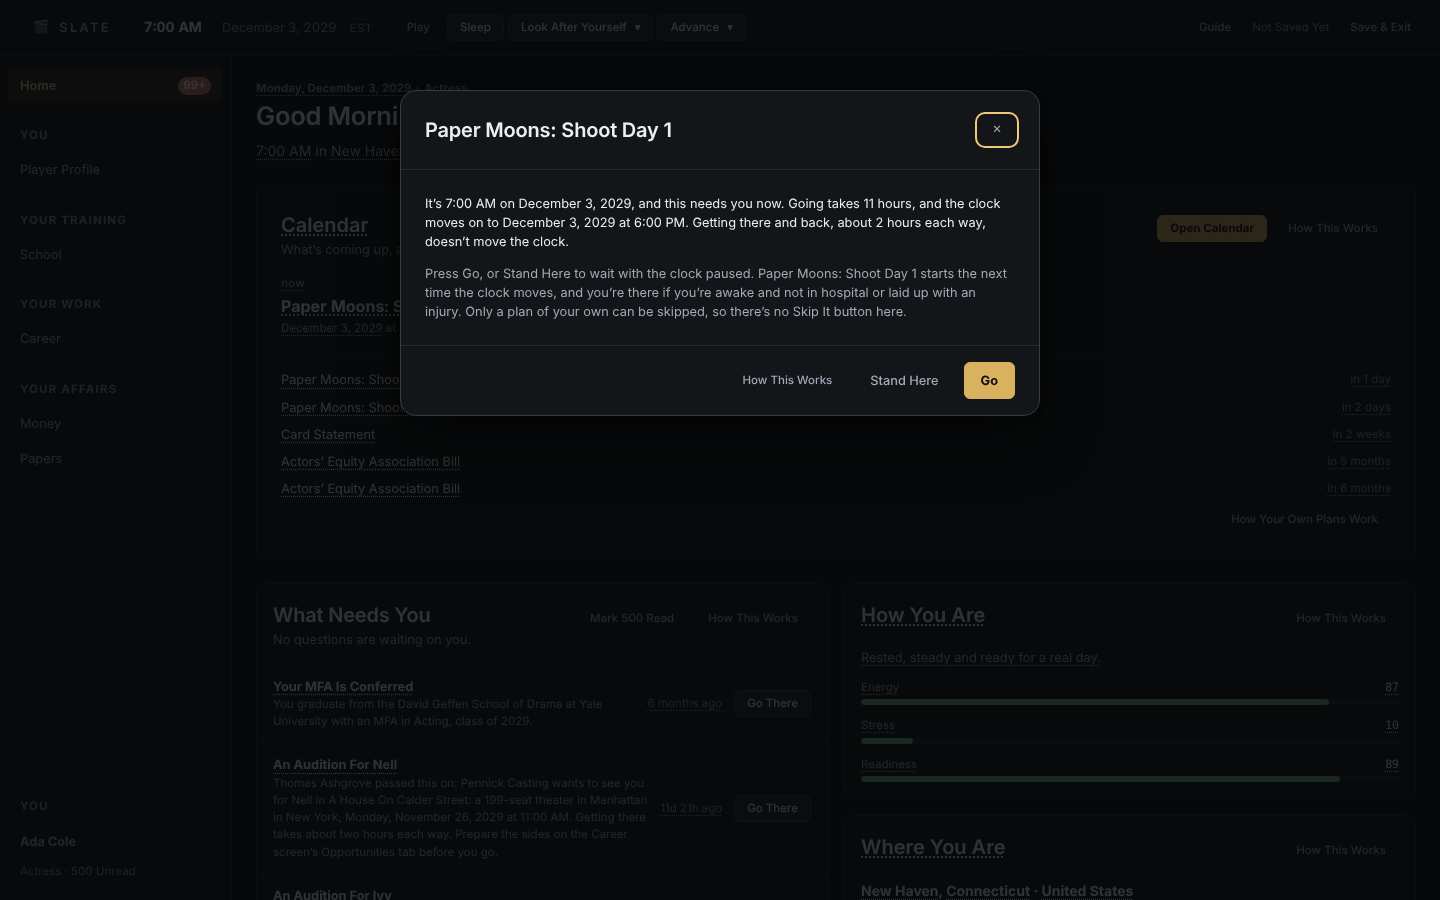 SLATE
7:00 AM December 3, 2029 EST Play Sleep Look After Yourself ▾ Advance ▾ Guide Not Saved Yet Save & Exit
Home 99+
YOU
Player Profile
YOUR TRAINING
School
YOUR WORK
Career
YOUR AFFAIRS
Money
Papers
YOU
Ada Cole
Actress · 500 Unread
Monday, December 3, 2029 · Actress
Good Morni
7:00 AM in New Have
Paper Moons: Shoot Day 1 ×
It's 7:00 AM on December 3, 2029, and this needs you now. Going takes 11 hours, and the clock
moves on to December 3, 2029 at 6:00 PM. Getting there and back, about 2 hours each way,
doesn't move the clock.
Press Go, or Stand Here to wait with the clock paused. Paper Moons: Shoot Day 1 starts the next
time the clock moves, and you're there if you're awake and not in hospital or laid up with an
injury. Only a plan of your own can be skipped, so there's no Skip It button here.
How This Works Stand Here Go
Calendar
What's coming up, a
Open Calendar How This Works
now
Paper Moons: S
December 3, 2029 at
Paper Moons: Shoo in 1 day
Paper Moons: Shoo in 2 days
Card Statement in 2 weeks
Actors' Equity Association Bill in 5 months
Actors' Equity Association Bill in 6 months
How Your Own Plans Work
What Needs You Mark 500 Read How This Works
No questions are waiting on you.
Your MFA Is Conferred
You graduate from the David Geffen School of Drama at Yale
University with an MFA in Acting, class of 2029.
6 months ago Go There
An Audition For Nell
Thomas Ashgrove passed this on: Pennick Casting wants to see you
for Nell in A House On Calder Street: a 199-seat theater in Manhattan
in New York, Monday, November 26, 2029 at 11:00 AM. Getting there
takes about two hours each way. Prepare the sides on the Career
screen's Opportunities tab before you go.
11d 21h ago Go There
An Audition For Ivy
How You Are How This Works
Rested, steady and ready for a real day.
Energy 87
Stress 10
Readiness 89
Where You Are How This Works
New Haven, Connecticut · United States